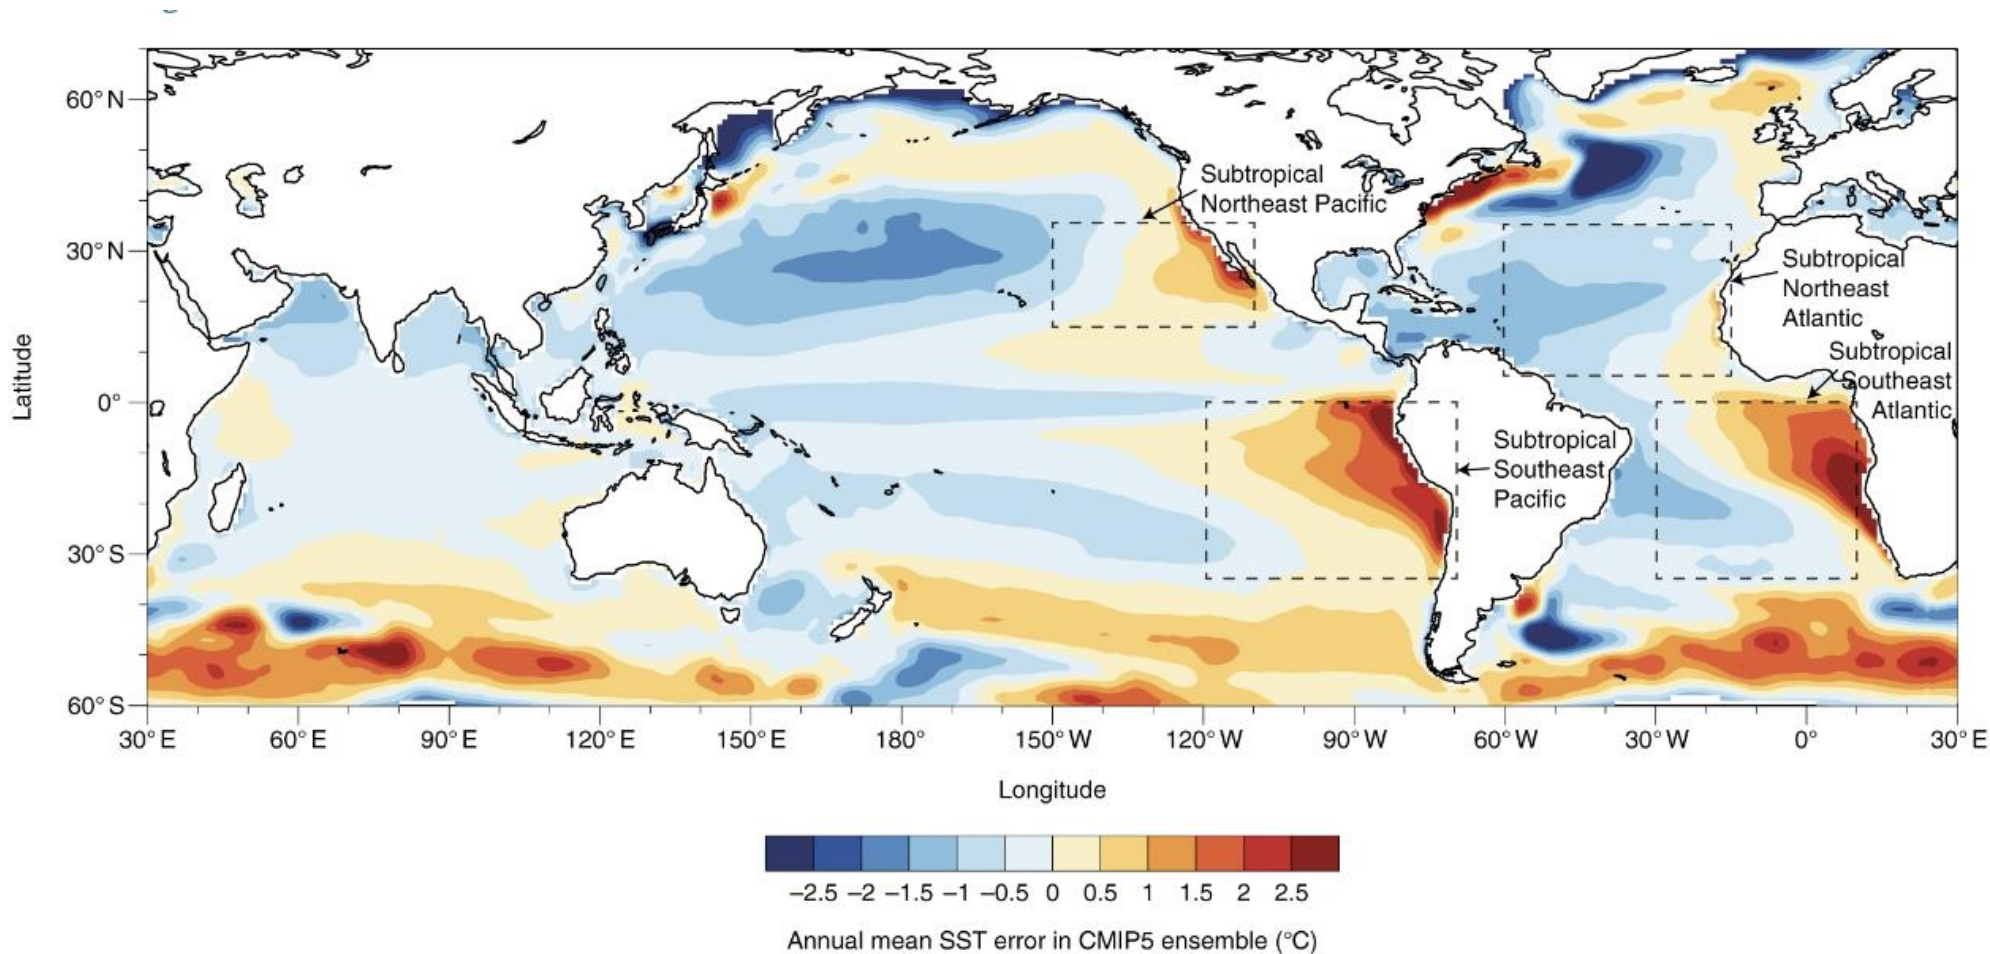 60° N
30° N
0°
30° S
60° S
Latitude
Subtropical
Northeast Pacific
Subtropical
Northeast
Atlantic
Subtropical
Southeast
Atlantic
Subtropical
Southeast
Pacific
30° E
60° E
90° E
120° E
150° E
180°
150° W
120° W
90° W
60° W
30° W
0°
30° E
Longitude
–2.5 –2 –1.5 –1 –0.5 0 0.5 1 1.5 2 2.5
Annual mean SST error in CMIP5 ensemble (°C)